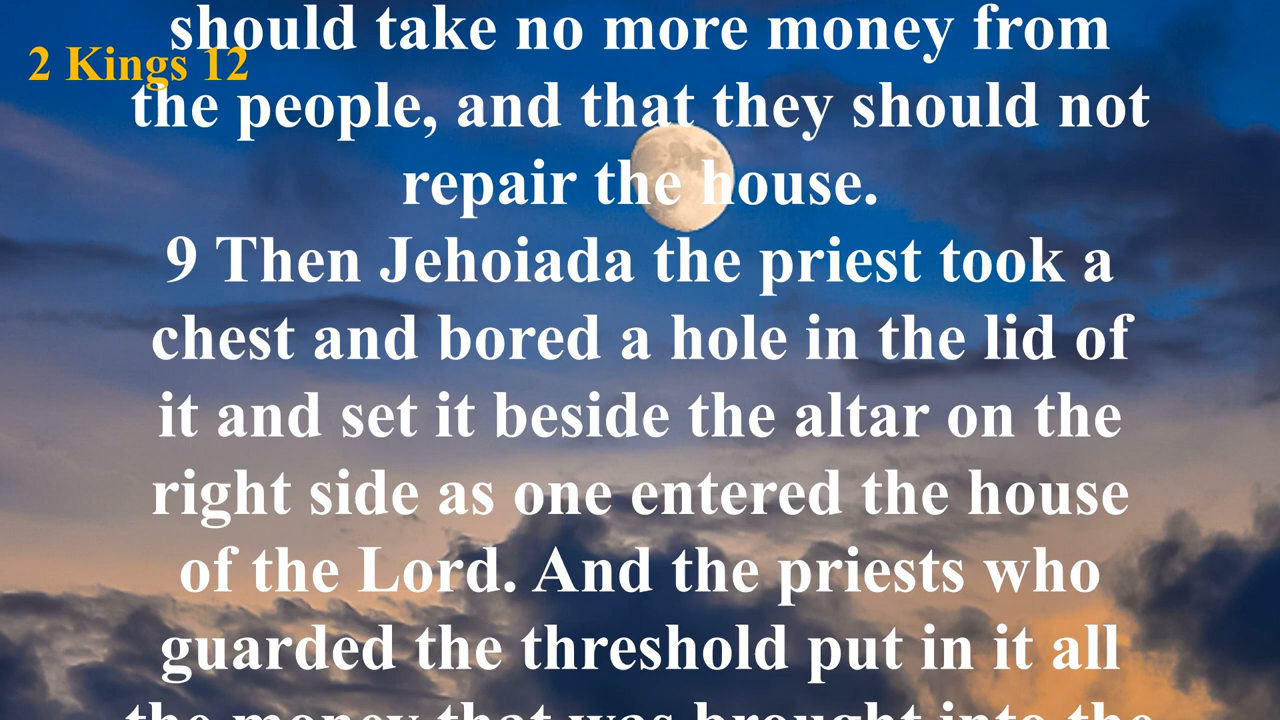 should take no more money from
2 Kings 12
the people, and that they should not
repair the house.
9 Then Jehoiada the priest took a
chest and bored a hole in the lid of
it and set it beside the altar on the
right side as one entered the house
of the Lord. And the priests who
guarded the threshold put in it all
the money that was brought into the